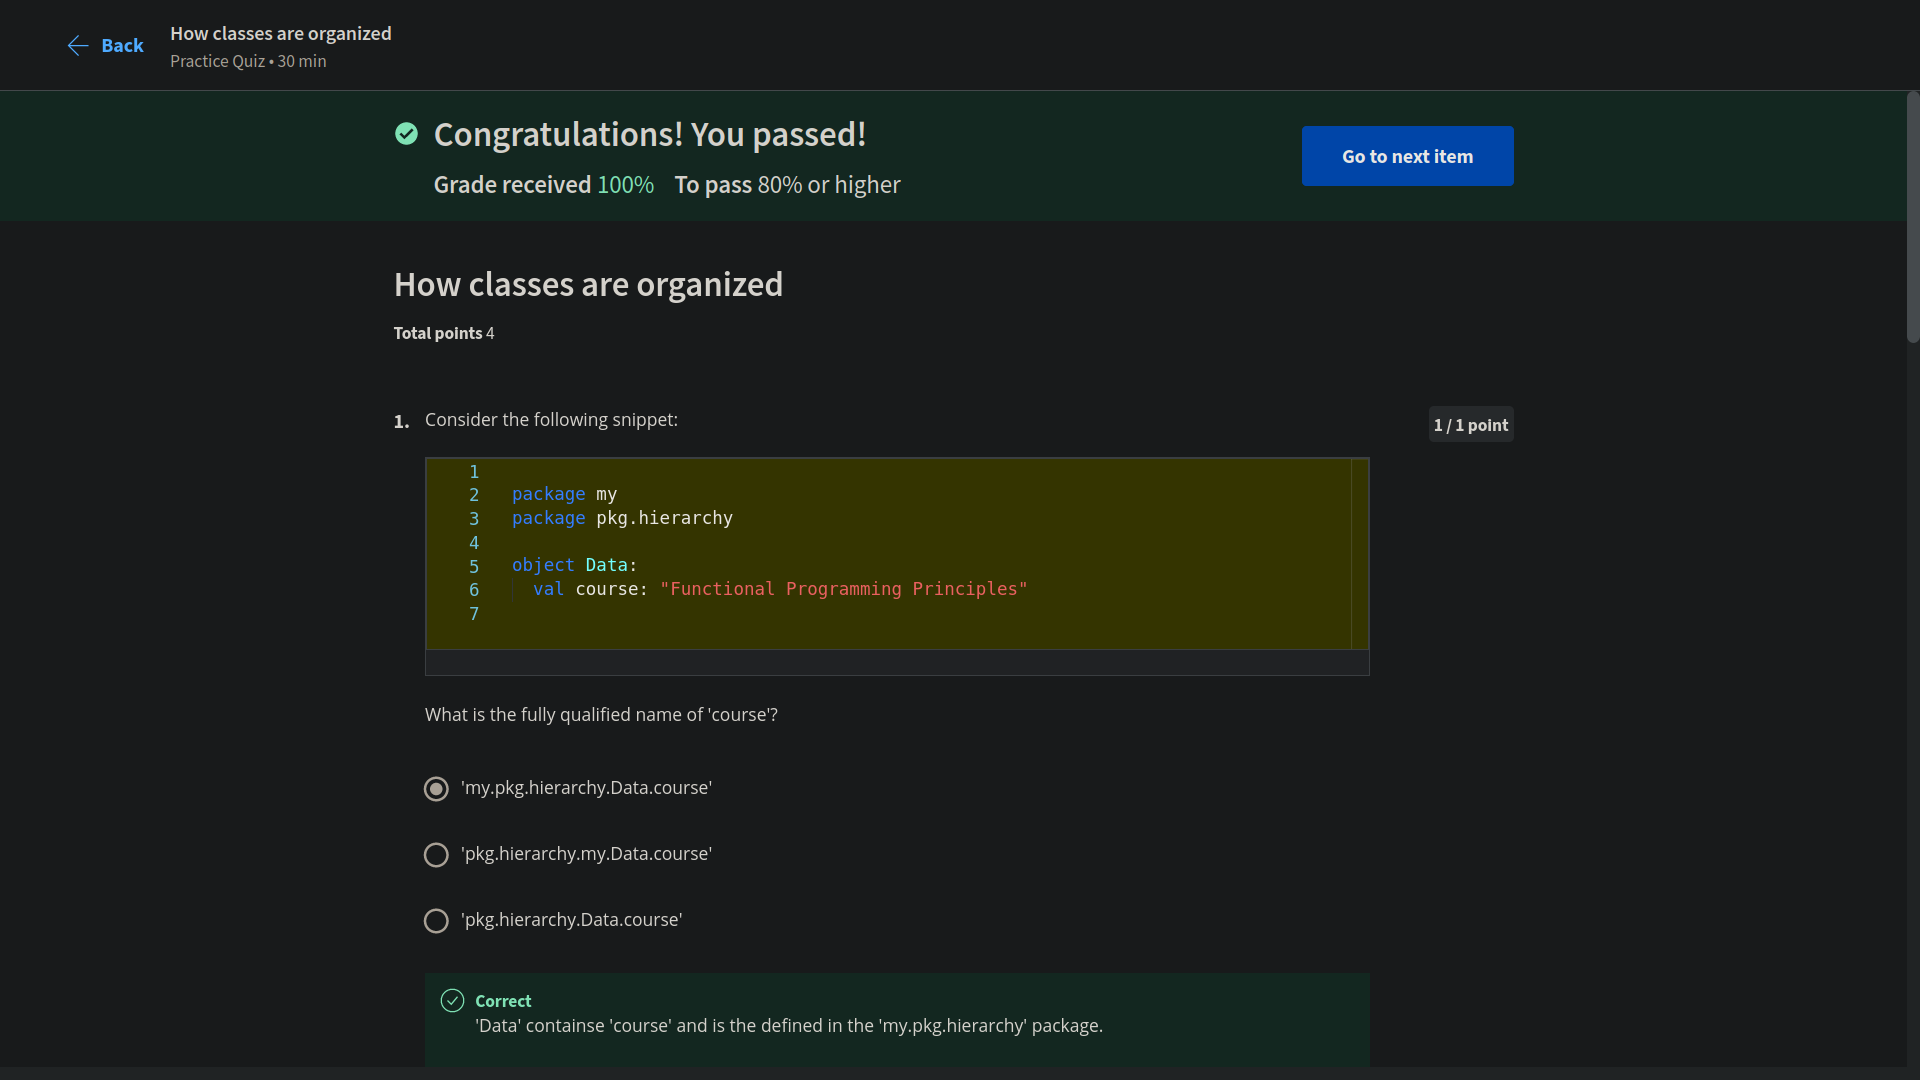 Back
How classes are organized
Practice Quiz • 30 min
Congratulations! You passed!
Grade received 100% To pass 80% or higher
Go to next item
How classes are organized
Total points 4
1. Consider the following snippet:
1 / 1 point
1
2 package my
3 package pkg.hierarchy
4
5 object Data:
6 val course: "Functional Programming Principles"
7
What is the fully qualified name of 'course'?
'my.pkg.hierarchy.Data.course'
'pkg.hierarchy.my.Data.course'
'pkg.hierarchy.Data.course'
Correct
'Data' containse 'course' and is the defined in the 'my.pkg.hierarchy' package.